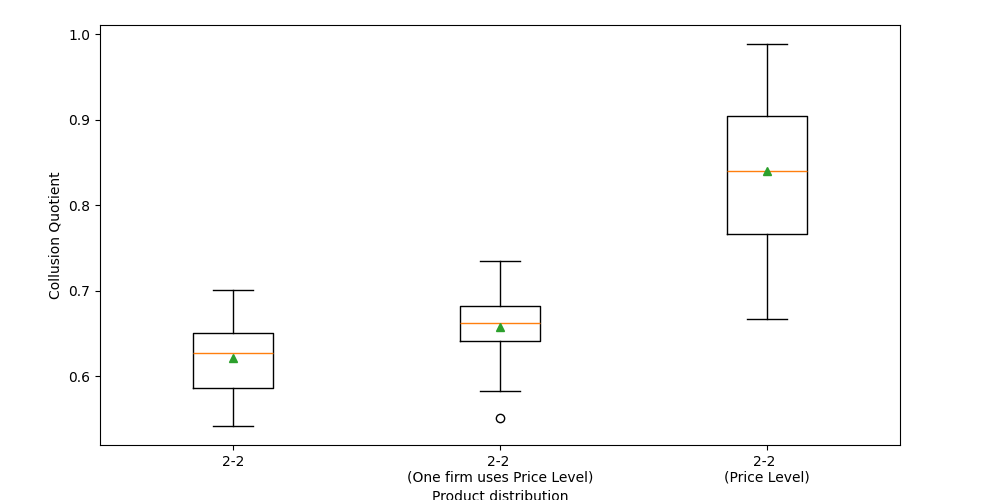 1.0
0.9
0.8
0.7
0.6
Collusion Quotient
2-2
2-2
(One firm uses Price Level)
2-2
(Price Level)
Product distribution